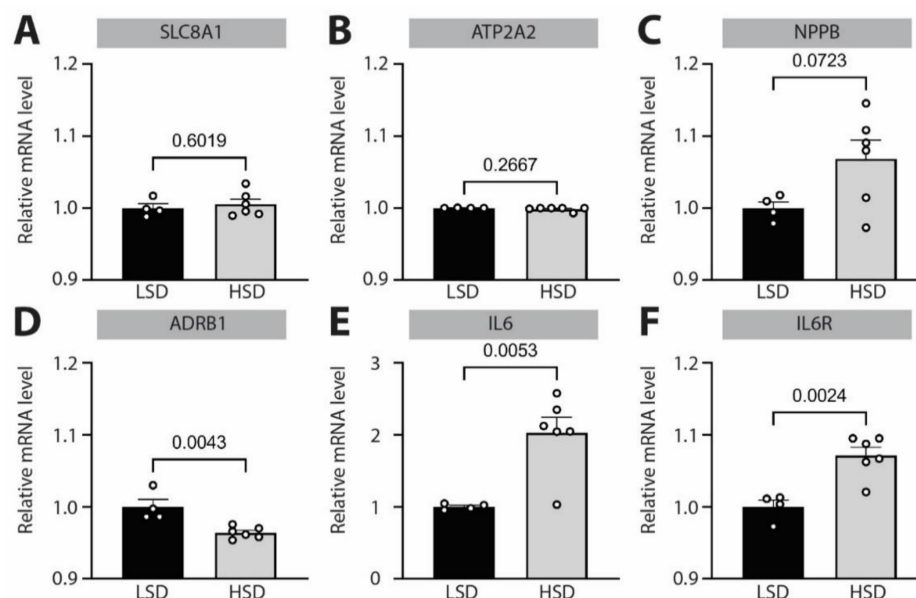 A SLC8A1
Relative mRNA level
1.2
1.1
1.0
0.9
0.6019
LSD HSD
B ATP2A2
Relative mRNA level
1.2
1.1
1.0
0.9
0.2667
LSD HSD
C NPPB
Relative mRNA level
1.2
1.1
1.0
0.9
0.0723
LSD HSD
D ADRB1
Relative mRNA level
1.2
1.1
1.0
0.9
0.0043
LSD HSD
E IL6
Relative mRNA level
3
2
1
0
0.0053
LSD HSD
F IL6R
Relative mRNA level
1.2
1.1
1.0
0.9
0.0024
LSD HSD